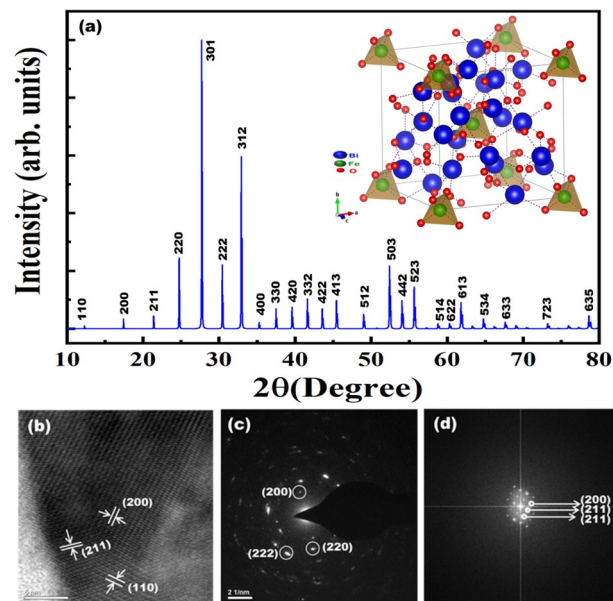 (a)
Intensity (arb. units)
301
312
220
222
503
110
200
211
400
330
420
332
422
413
512
442
523
514
622
613
534
633
723
635
Bi
Fe
O
b
a
c
10 20 30 40 50 60 70 80
2θ(Degree)
(b)
(200)
(211)
(110)
5 nm
(c)
(200)
(222)
(220)
2 1/nm
(d)
(200)
(211)
(211)